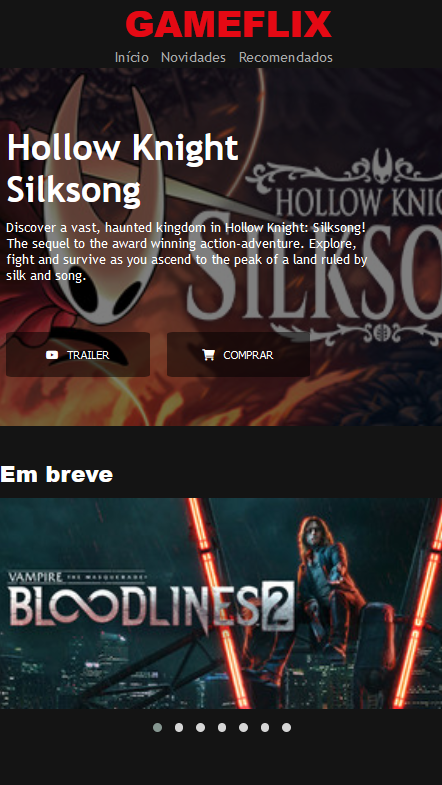 GAMEFLIX
Início Novidades Recomendados
Hollow Knight
Silksong
HOLLOW KNIG
SILKSO
Discover a vast, haunted kingdom in Hollow Knight: Silksong!
The sequel to the award winning action-adventure. Explore,
fight and survive as you ascend to the peak of a land ruled by
silk and song.
TRAILER COMPRAR
Em breve
VAMPIRE THE MASQUERADE
BLOODLINES 2